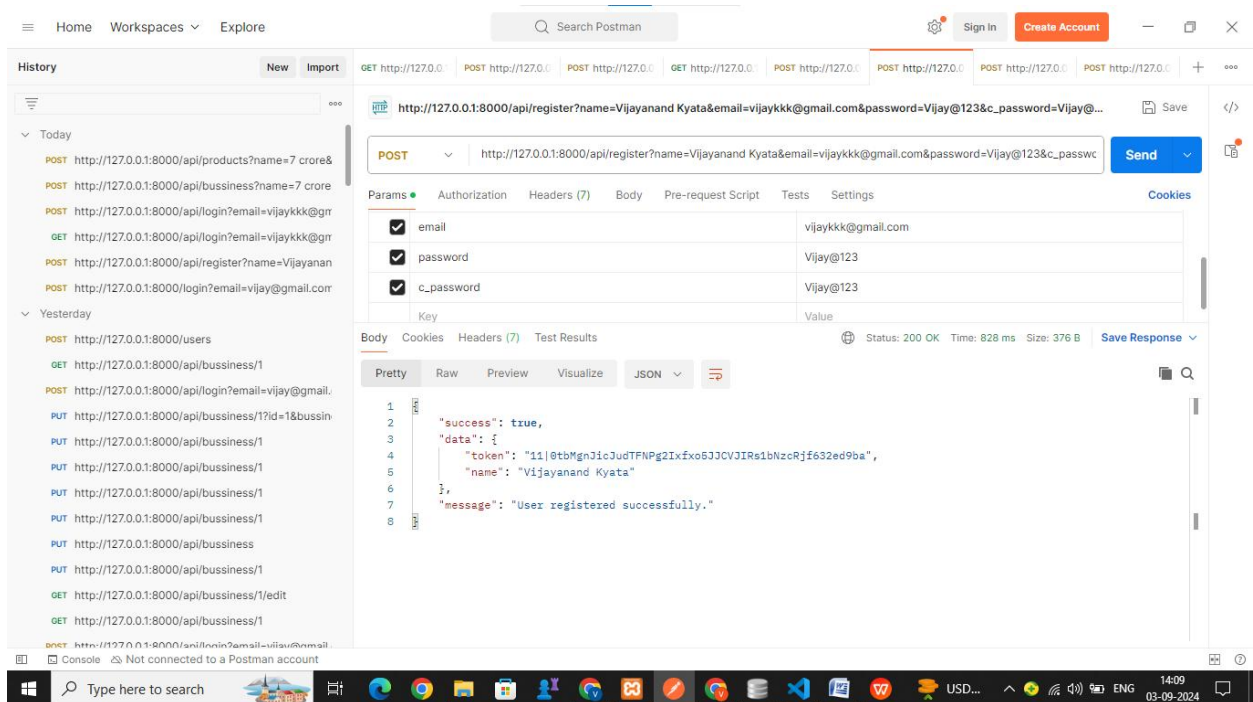 Home Workspaces Explore Search Postman Sign In Create Account
History New Import GET http://127.0.0. POST http://127.0.0 POST http://127.0.0 GET http://127.0.0. POST http://127.0.0 POST http://127.0.0 POST http://127.0.0 POST http://127.0.0
HTTP http://127.0.0.1:8000/api/register?name=Vijayanand Kyata&email=vijaykkk@gmail.com&password=Vijay@123&c_password=Vijay@... Save
Today
POST http://127.0.0.1:8000/api/products?name=7 crore&
POST http://127.0.0.1:8000/api/bussiness?name=7 crore
POST http://127.0.0.1:8000/api/login?email=vijaykkk@gm
GET http://127.0.0.1:8000/api/login?email=vijaykkk@gm
POST http://127.0.0.1:8000/api/register?name=Vijayanan
POST http://127.0.0.1:8000/login?email=vijay@gmail.com
Yesterday
POST http://127.0.0.1:8000/users
GET http://127.0.0.1:8000/api/bussiness/1
POST http://127.0.0.1:8000/api/login?email=vijay@gmail.
PUT http://127.0.0.1:8000/api/bussiness/1?id=1&bussin
PUT http://127.0.0.1:8000/api/bussiness/1
PUT http://127.0.0.1:8000/api/bussiness/1
PUT http://127.0.0.1:8000/api/bussiness/1
PUT http://127.0.0.1:8000/api/bussiness/1
PUT http://127.0.0.1:8000/api/bussiness
PUT http://127.0.0.1:8000/api/bussiness/1
GET http://127.0.0.1:8000/api/bussiness/1/edit
GET http://127.0.0.1:8000/api/bussiness/1
POST http://127.0.0.1:8000/api/login?email=vijay@gmail.
POST http://127.0.0.1:8000/api/register?name=Vijayanand Kyata&email=vijaykkk@gmail.com&password=Vijay@123&c_passwc Send
Params Authorization Headers (7) Body Pre-request Script Tests Settings Cookies
email vijaykkk@gmail.com
password Vijay@123
c_password Vijay@123
Key Value
Body Cookies Headers (7) Test Results Status: 200 OK Time: 828 ms Size: 376 B Save Response
Pretty Raw Preview Visualize JSON
1 {
2 "success": true,
3 "data": {
4 "token": "11|0tbMgnJicJudTFNPg2Ixfxo5JJCVJIRs1bNzcRjf632ed9ba",
5 "name": "Vijayanand Kyata"
6 },
7 "message": "User registered successfully."
8 }
Console Not connected to a Postman account
Type here to search USD... ENG 14:09
03-09-2024